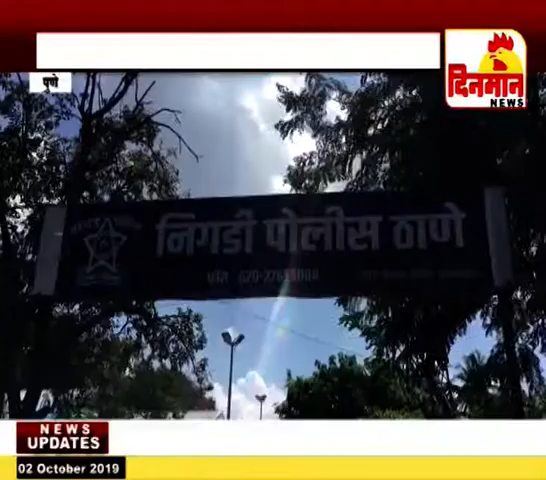 दिनमान
NEWS
पुणे
निगडी पोलीस ठाणे
NEWS
UPDATES
02 October 2019